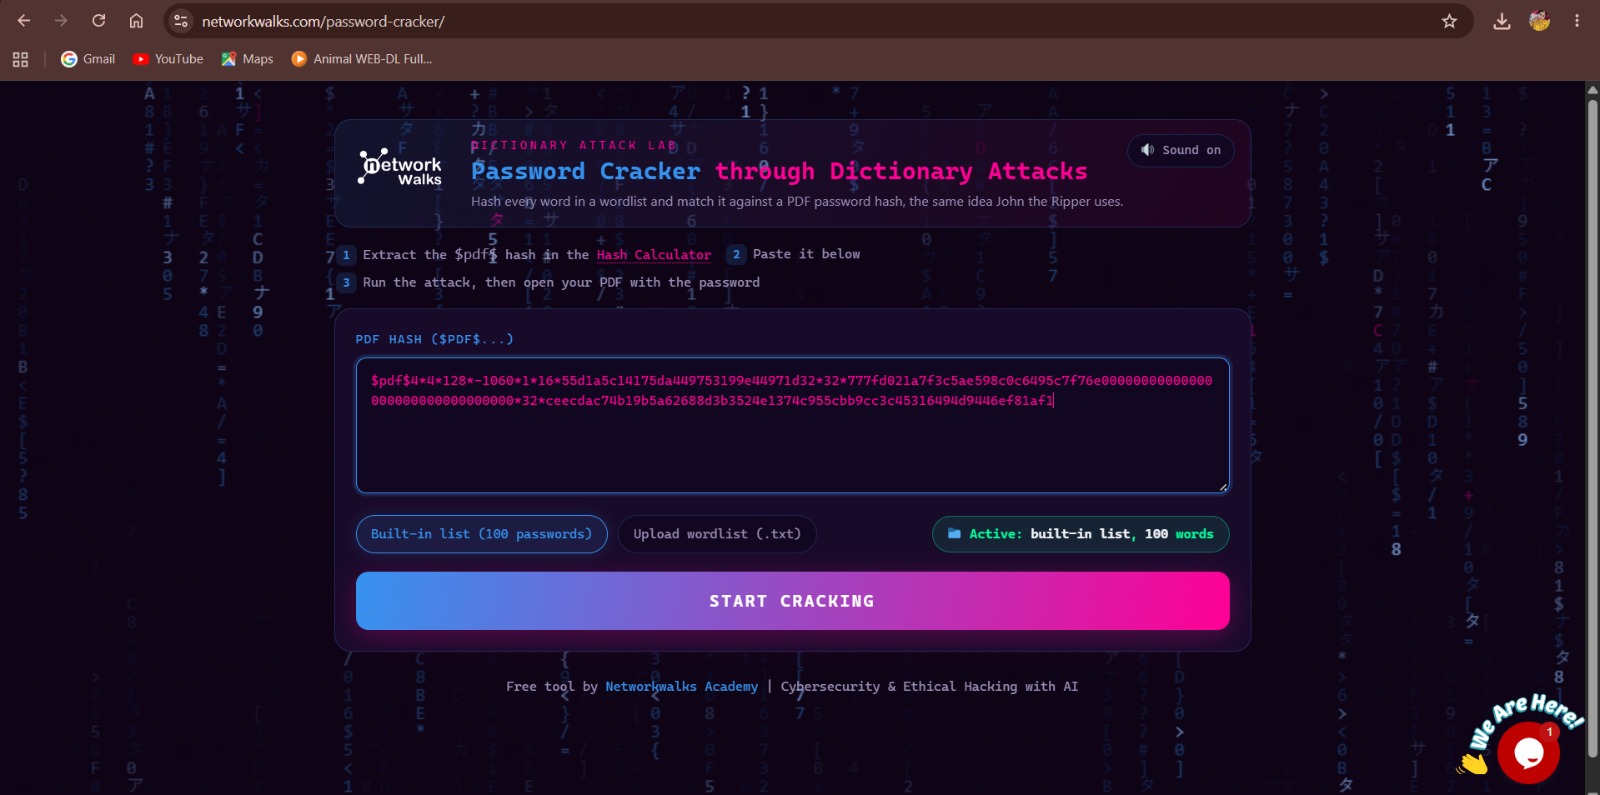 networkwalks.com/password-cracker/
Gmail YouTube Maps Animal WEB-DL Full...
network
walks
DICTIONARY ATTACK LAB
Password Cracker through Dictionary Attacks
Hash every word in a wordlist and match it against a PDF password hash, the same idea John the Ripper uses.
Sound on
1 Extract the $pdf$ hash in the Hash Calculator 2 Paste it below
3 Run the attack, then open your PDF with the password
PDF HASH ($PDF$...)
$pdf$4*4*128*-1060*1*16*55d1a5c14175da449753199e44971d32*32*777fd021a7f3c5ae598c0c6495c7f76e00000000000000
000000000000000000*32*ceecdac74b19b5a62688d3b3524e1374c955cbb9cc3c45316494d9446ef81af1
Built-in list (100 passwords) Upload wordlist (.txt) Active: built-in list, 100 words
START CRACKING
Free tool by Networkwalks Academy | Cybersecurity & Ethical Hacking with AI
We Are Here!
1